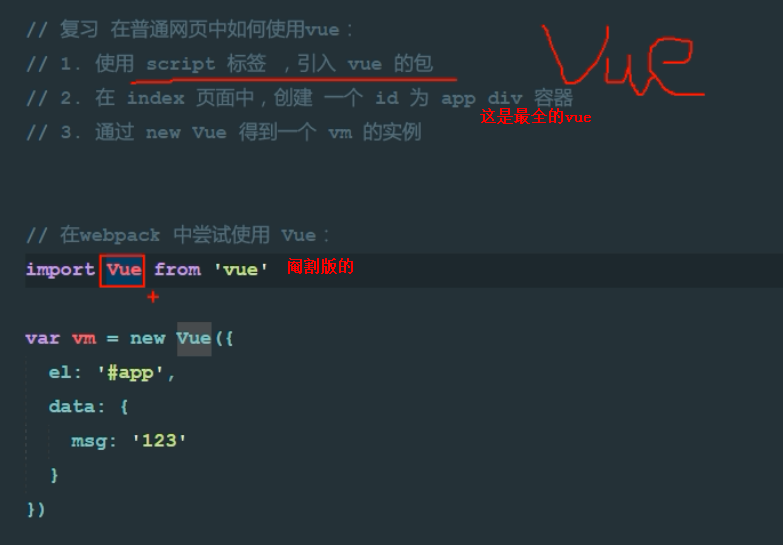 // 复习 在普通网页中如何使用vue：
Vue
// 1. 使用 script 标签 ，引入 vue 的包
// 2. 在 index 页面中，创建 一个 id 为 app div 容器
这是最全的vue
// 3. 通过 new Vue 得到一个 vm 的实例
// 在webpack 中尝试使用 Vue：
import Vue from 'vue' 阉割版的
var vm = new Vue({
el: '#app',
data: {
msg: '123'
}
})